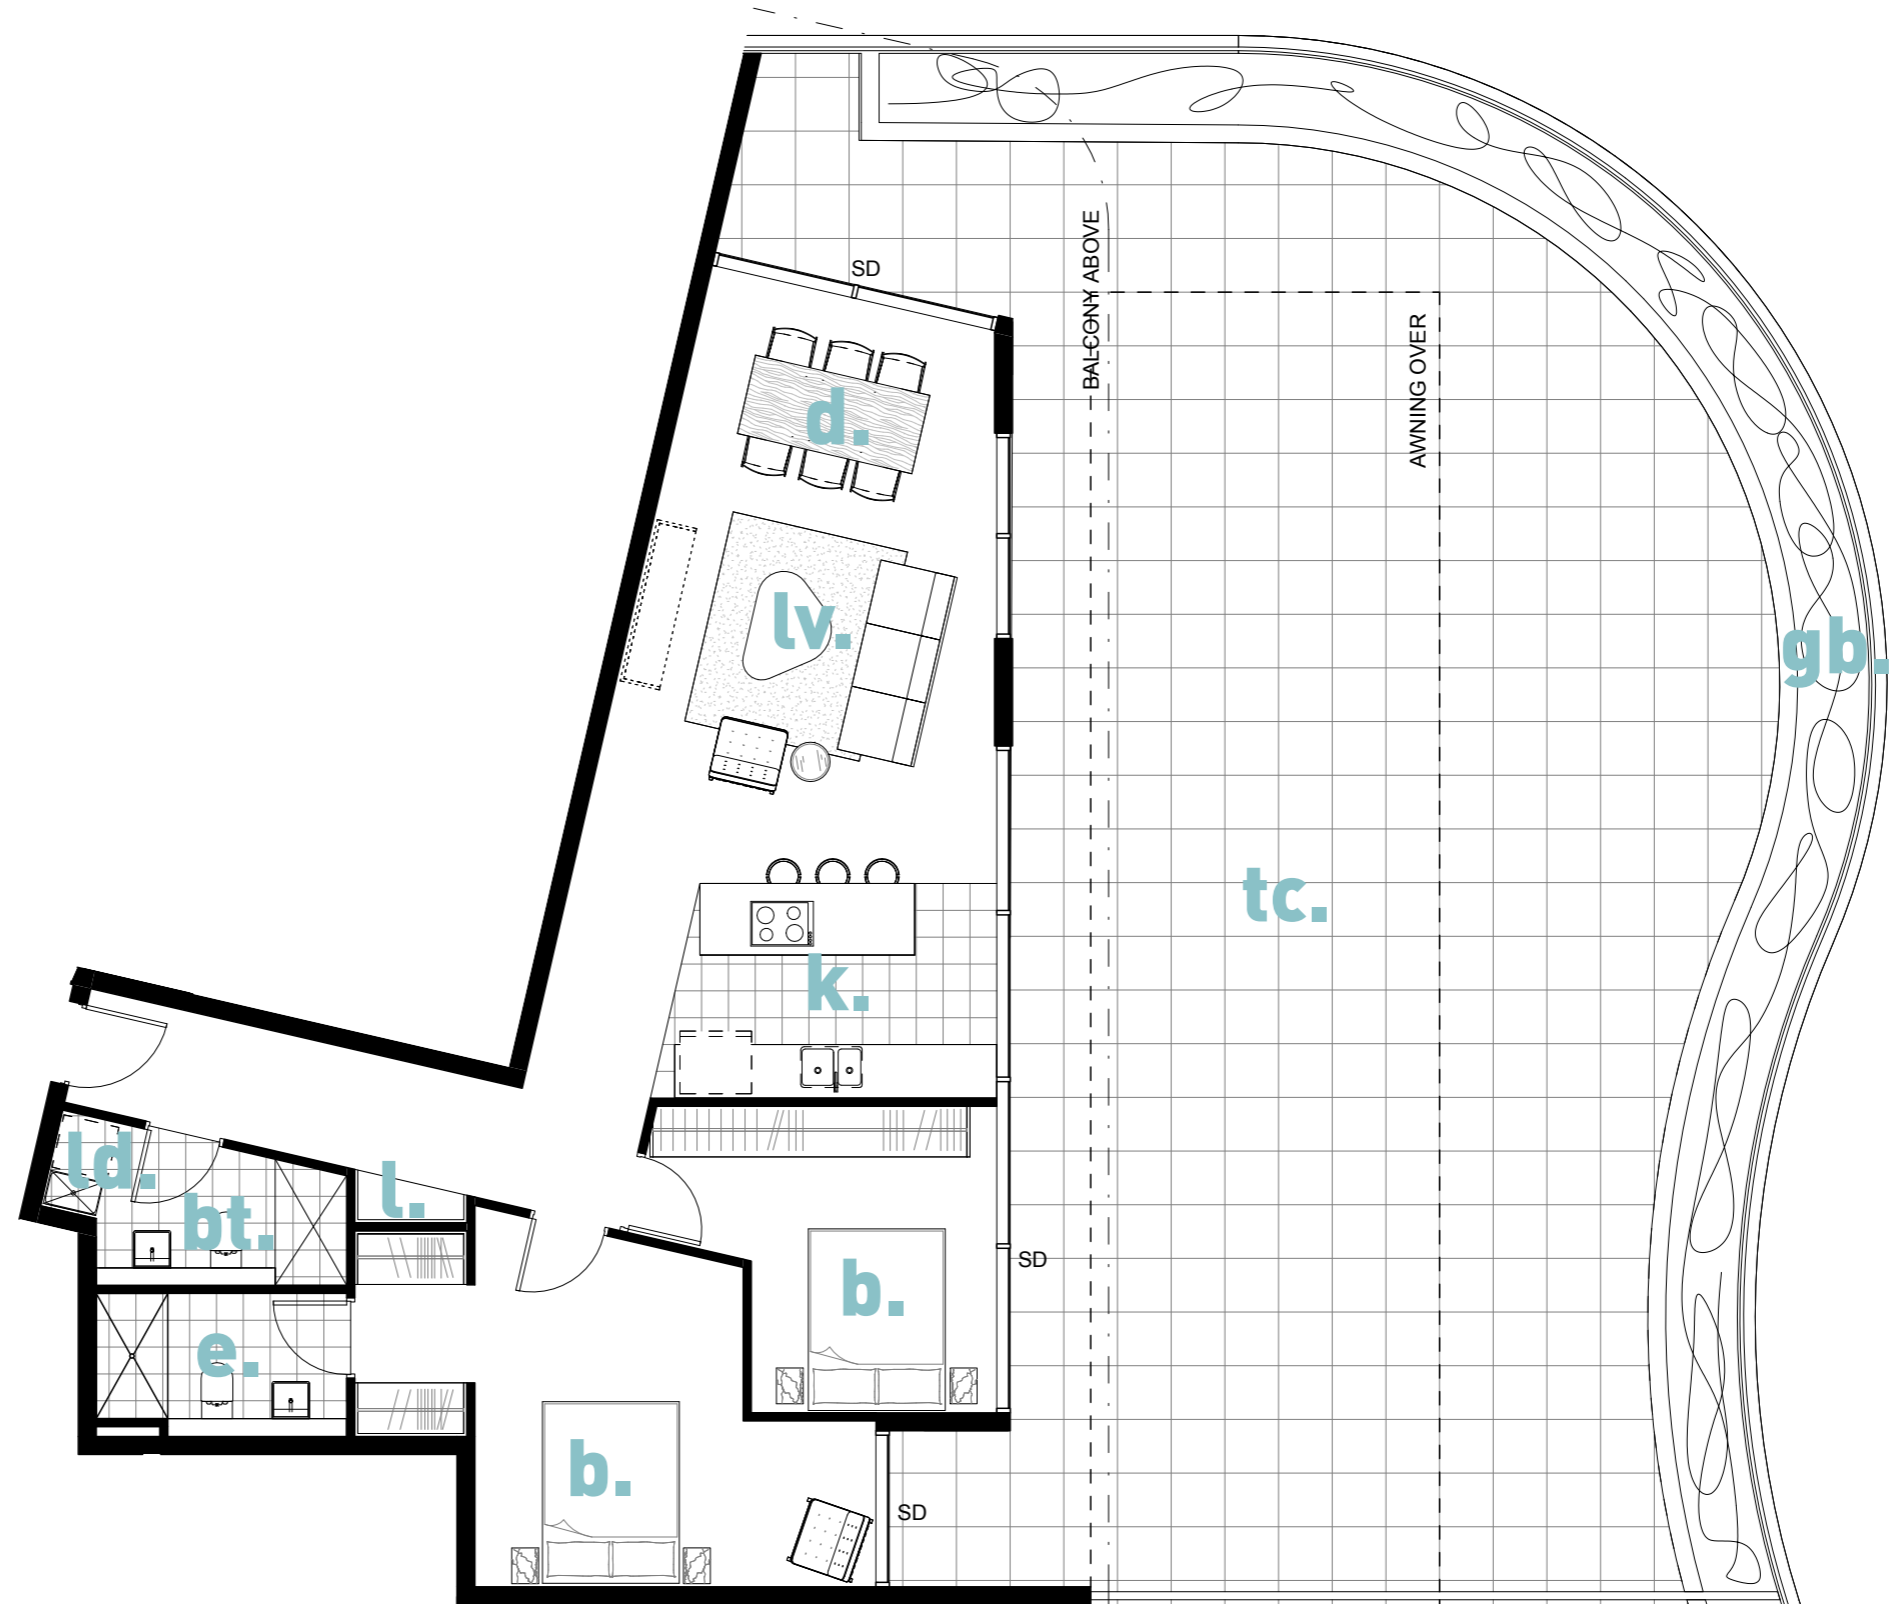 SD
BALCONY ABOVE
AWNING OVER
d.
lv.
gb.
tc.
k.
ld.
l.
bt.
SD
b.
e.
b.
SD